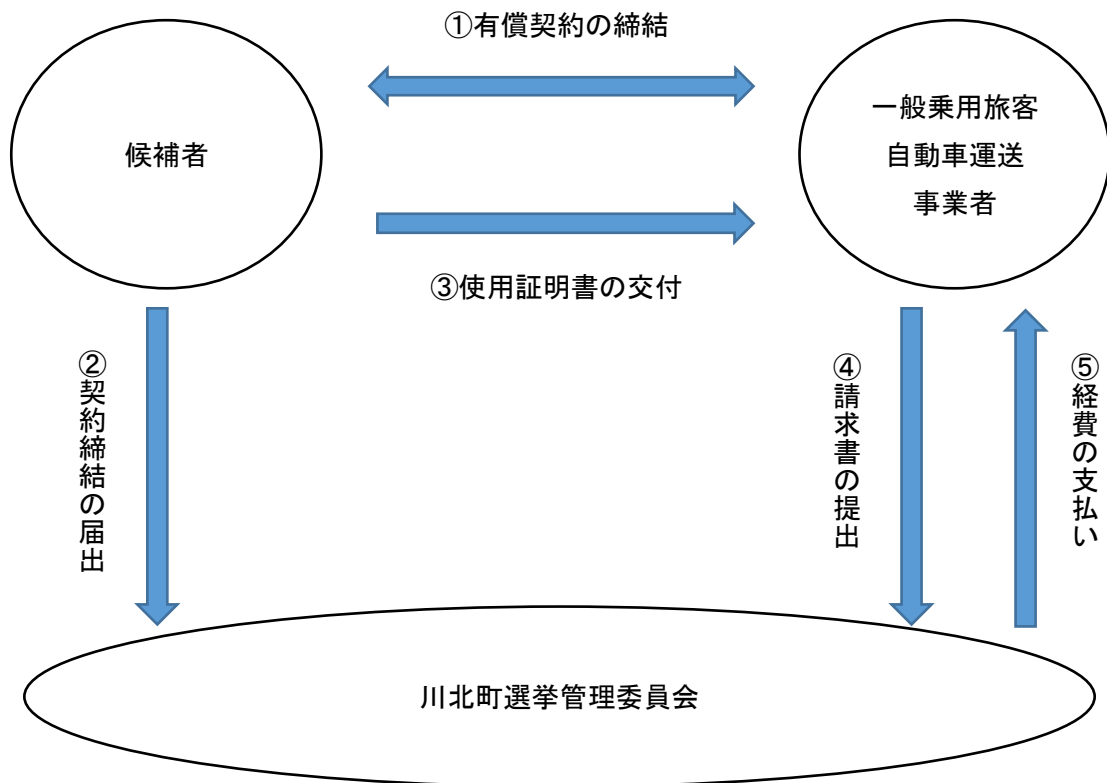 ①有償契約の締結
候補者
一般乗用旅客
自動車運送
事業者
③使用証明書の交付
②契約締結の届出
④請求書の提出
⑤経費の支払い
川北町選挙管理委員会